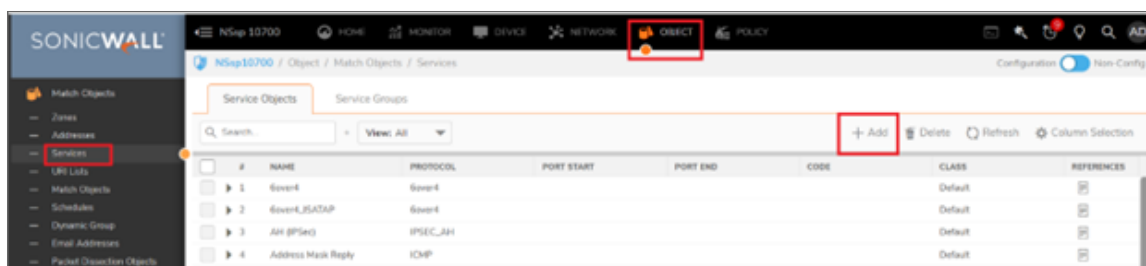 SONICWALL
NSsp 10700 HOME MONITOR DEVICE NETWORK OBJECT POLICY AD
NSsp10700 / Object / Match Objects / Services Configuration Non-Config
Match Objects
Zones
Addresses
Services
URI Lists
Match Objects
Schedules
Dynamic Group
Email Addresses
Packet Dissection Objects
Service Objects Service Groups
Search... View: All Add Delete Refresh Column Selection
# NAME PROTOCOL PORT START PORT END CODE CLASS REFERENCES
1 6over4 6over4 Default
2 6over4_ISATAP 6over4 Default
3 AH (IPSec) IPSEC_AH Default
4 Address Mask Reply ICMP Default